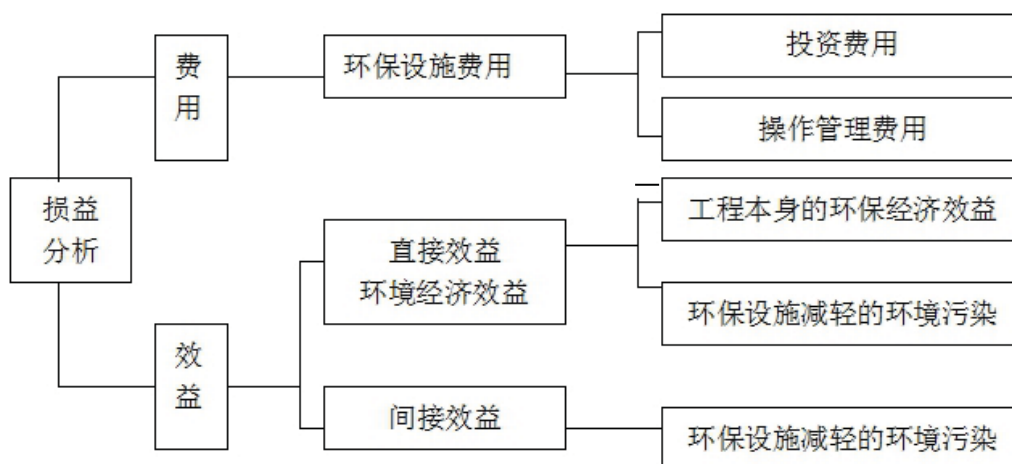 费
用
环保设施费用
投资费用
操作管理费用
损益
分析
直接效益
环境经济效益
工程本身的环保经济效益
环保设施减轻的环境污染
效
益
间接效益
环保设施减轻的环境污染